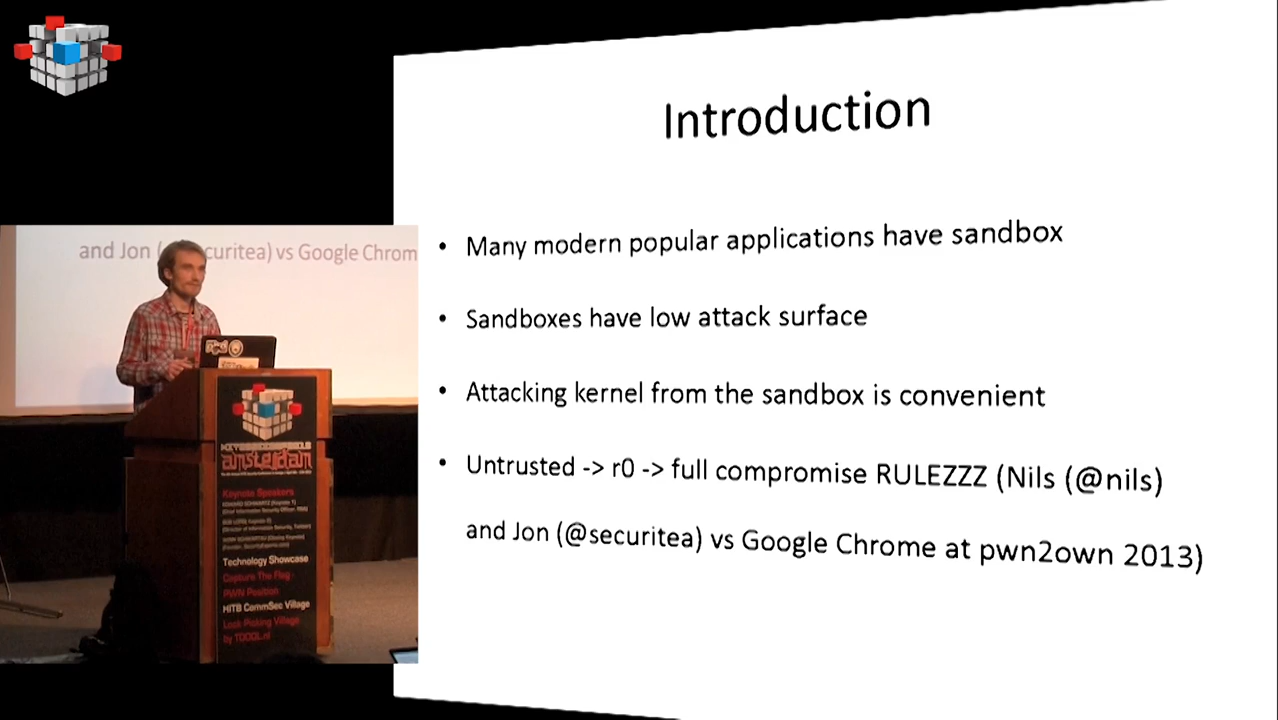 Introduction
• Many modern popular applications have sandbox
• Sandboxes have low attack surface
• Attacking kernel from the sandbox is convenient
• Untrusted -> r0 -> full compromise RULEZZZ (Nils (@nils)
and Jon (@securitea) vs Google Chrome at pwn2own 2013)
and Jon (@securitea) vs Google Chrom
amsterdam
Keynote Speakers
Technology Showcase
Capture The Flag -
PWN Position
HITB CommSec Village
Lock Picking Village
by TOOOL.nl